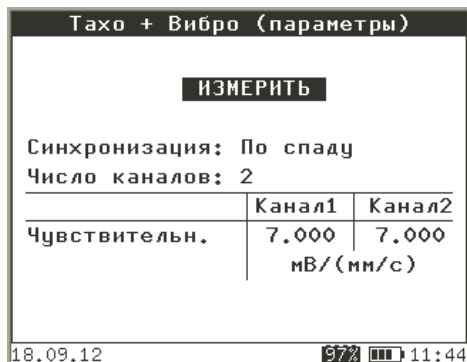 Тахо + Вибро (параметры)
ИЗМЕРИТЬ
Синхронизация: По спаду
Число каналов: 2
Канал1 Канал2
Чувствительн. 7.000 7.000
мВ/(мм/с)
18.09.12 97% 11:44